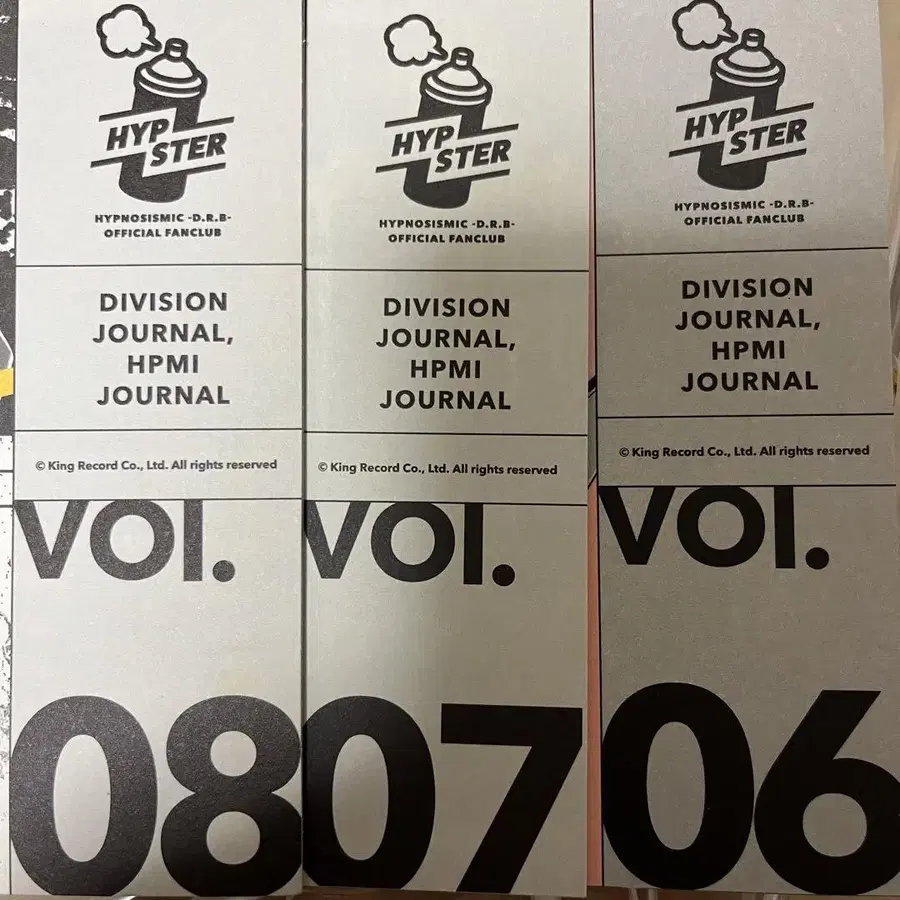 HYP
STER
HYPNOSISMIC -D.R.B-
OFFICIAL FANCLUB
DIVISION
JOURNAL,
HPMI
JOURNAL
© King Record Co., Ltd. All rights reserved
VOl.
08
HYP
STER
HYPNOSISMIC -D.R.B-
OFFICIAL FANCLUB
DIVISION
JOURNAL,
HPMI
JOURNAL
© King Record Co., Ltd. All rights reserved
VOl.
07
HYP
STER
HYPNOSISMIC -D.R.B-
OFFICIAL FANCLUB
DIVISION
JOURNAL,
HPMI
JOURNAL
© King Record Co., Ltd. All rights reserved
VOl.
06